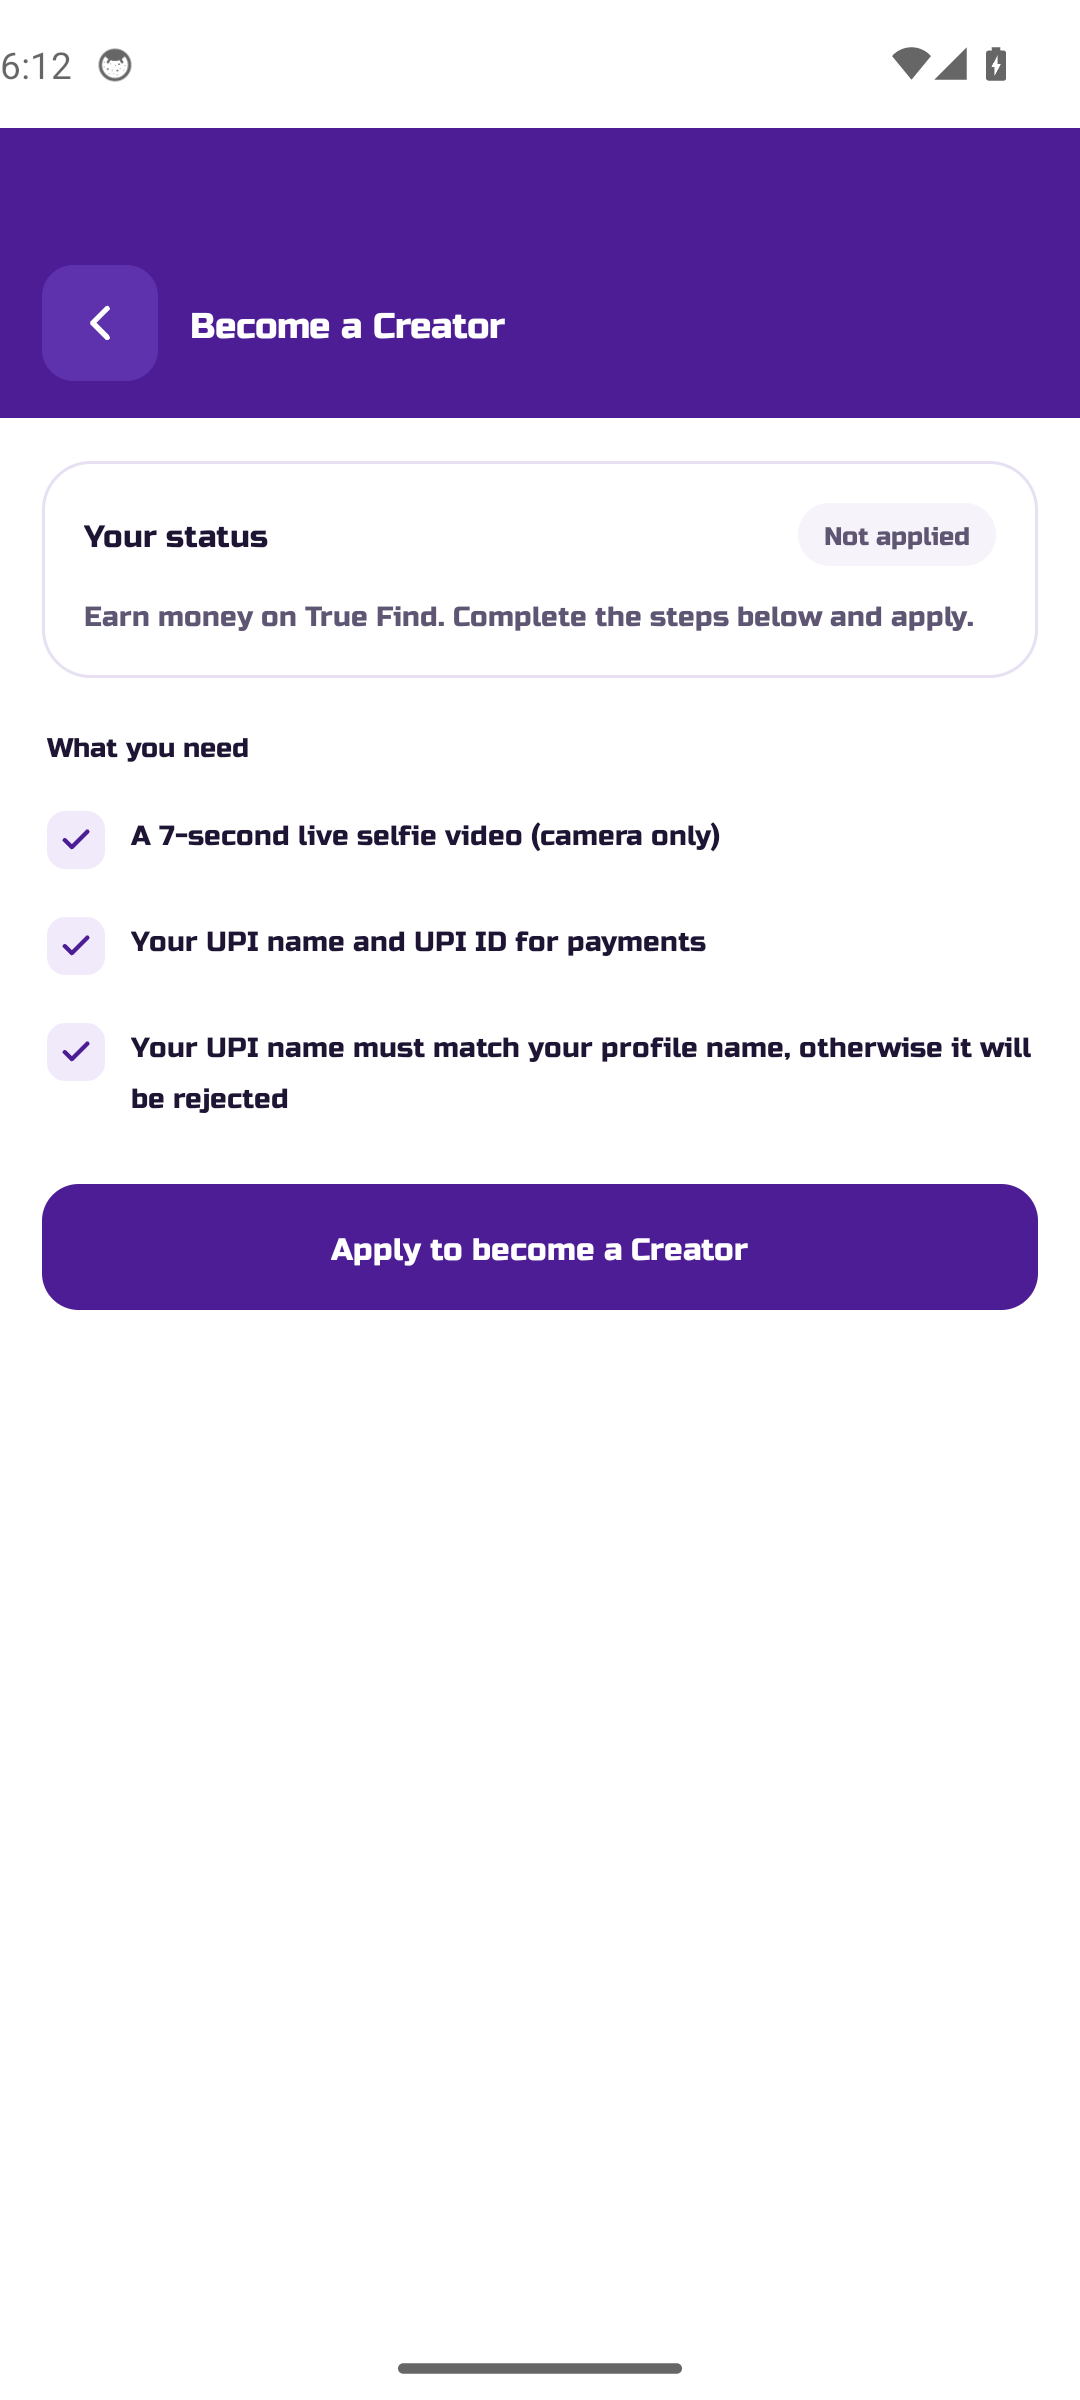 6:12
Become a Creator
Your status
Not applied
Earn money on True Find. Complete the steps below and apply.
What you need
A 7-second live selfie video (camera only)
Your UPI name and UPI ID for payments
Your UPI name must match your profile name, otherwise it will
be rejected
Apply to become a Creator